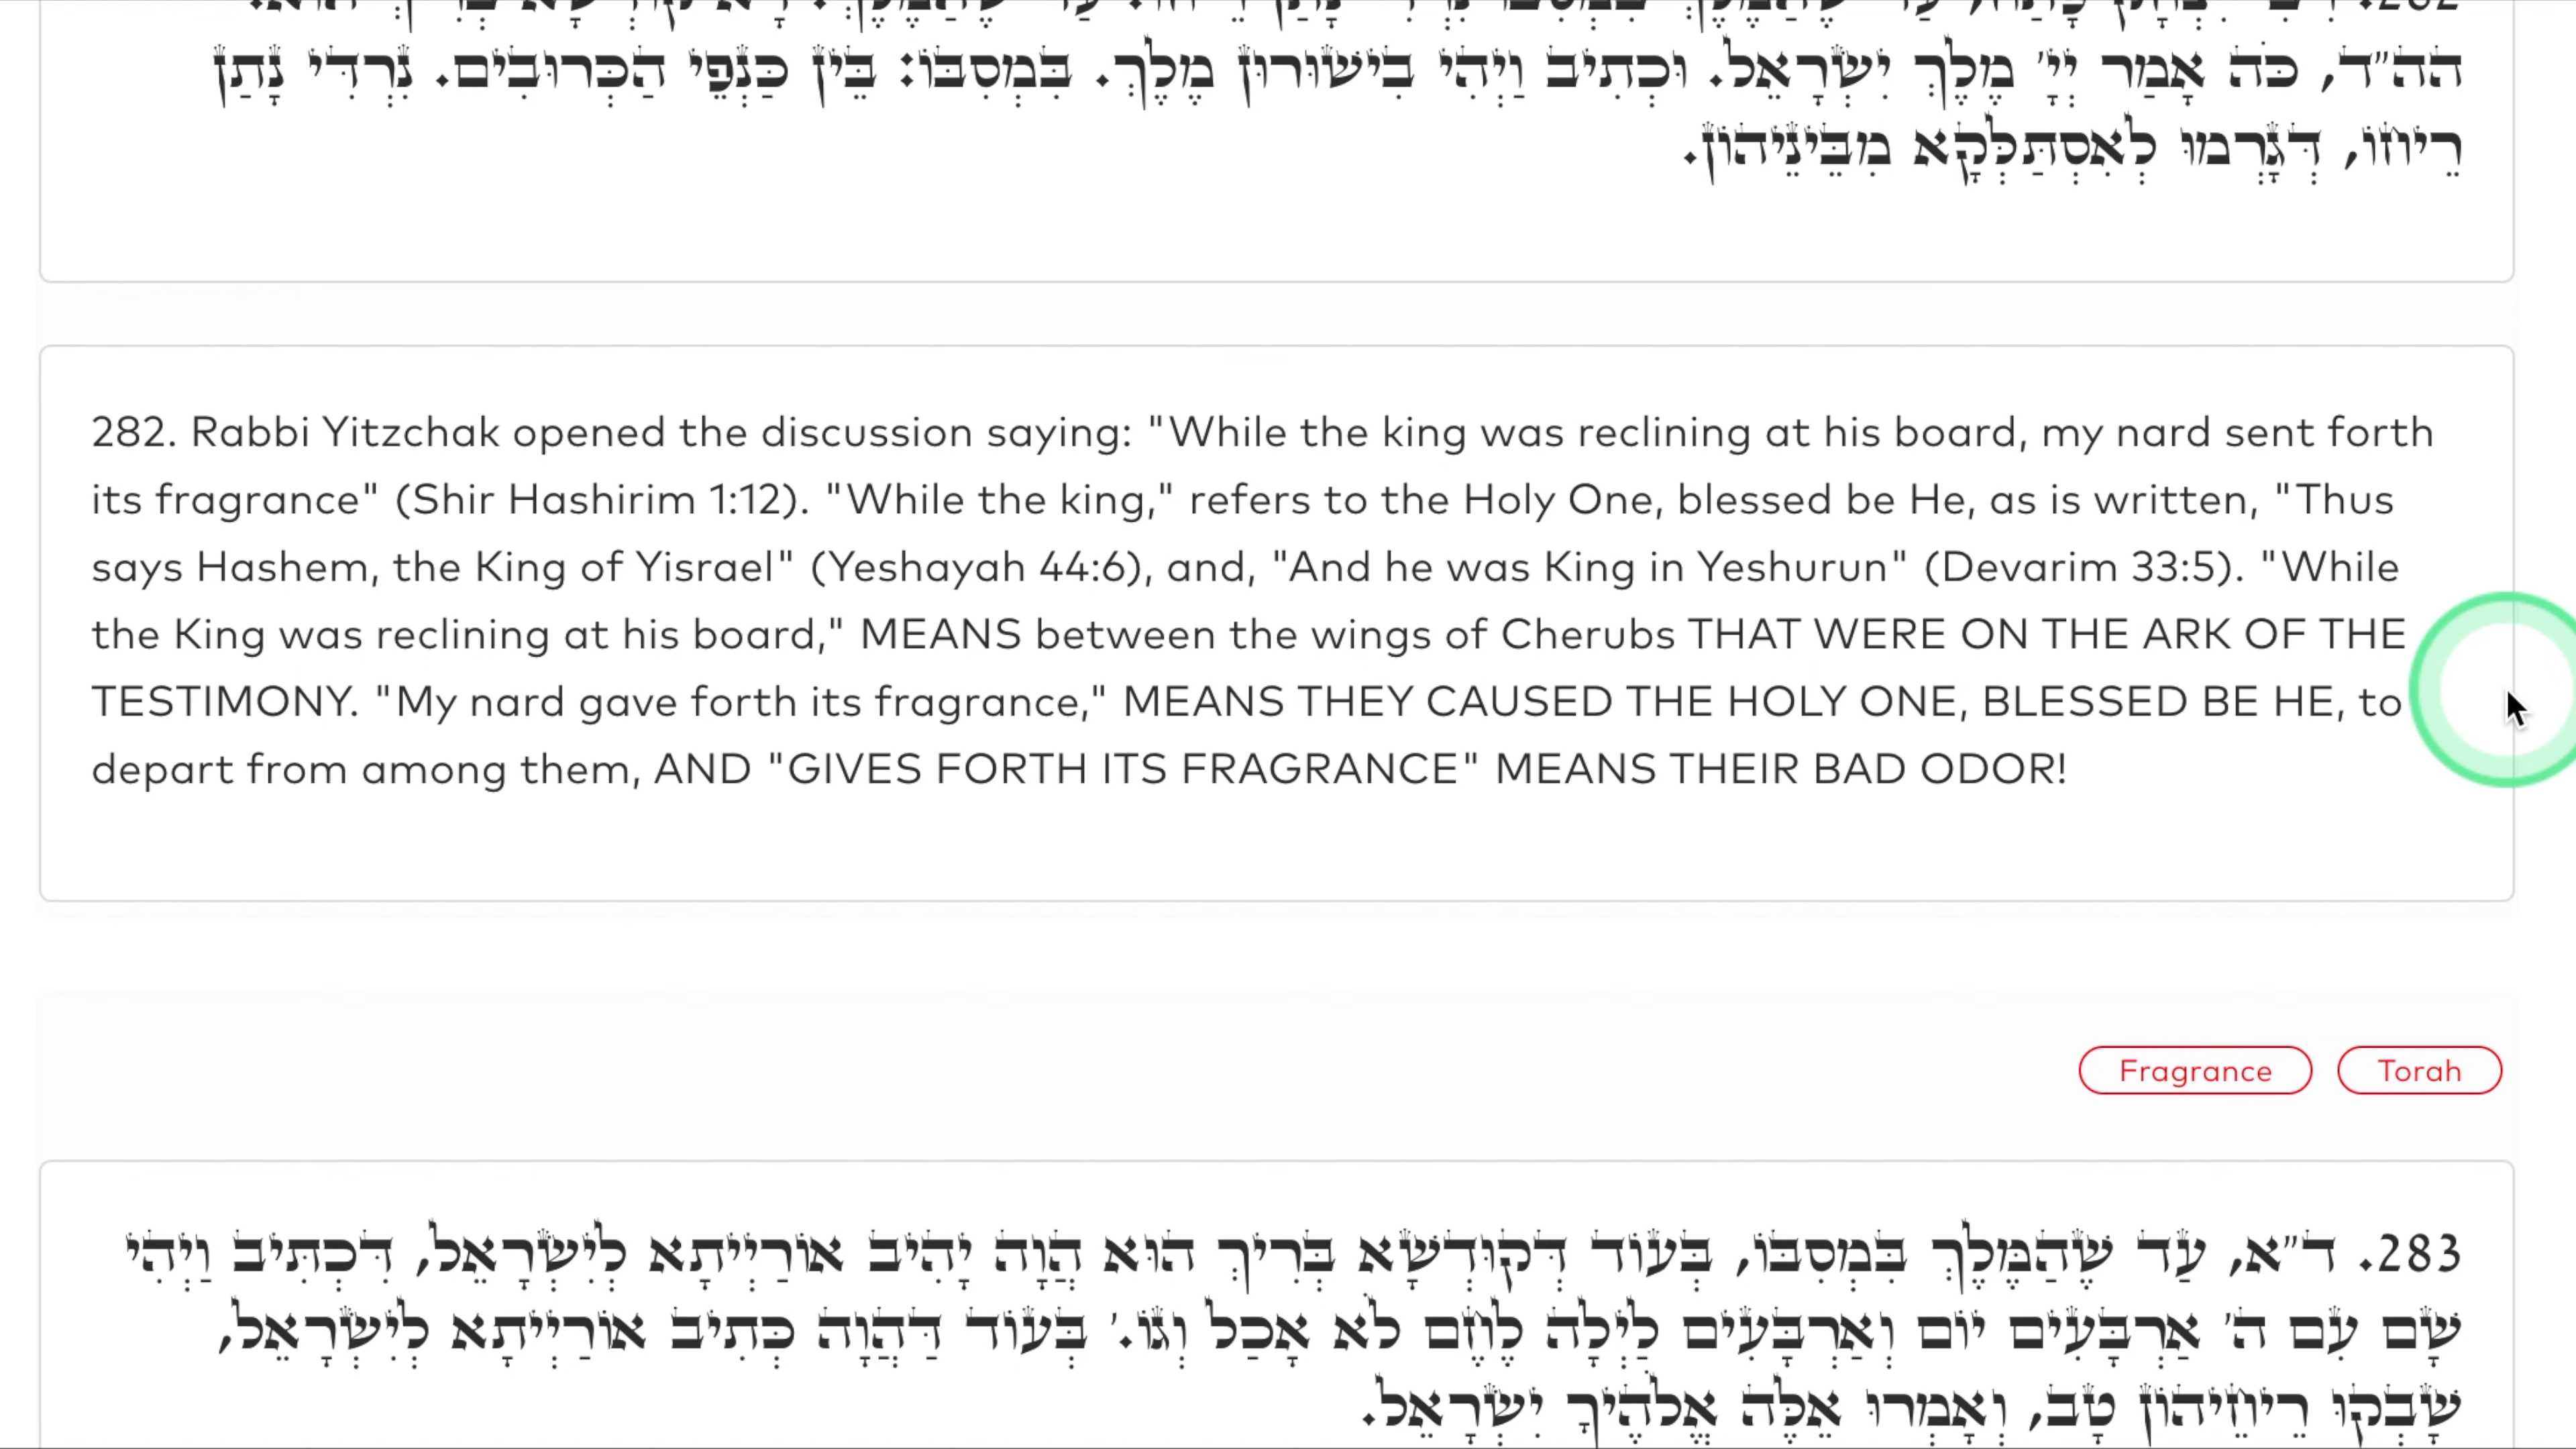 282.
הה"ד, כֹּה אָמַר יְיָ' מֶלֶךְ יִשְׂרָאֵל. וּכְתִיב וַיְהִי בִישׁוּרוּן מֶלֶךְ. בִּמְסִבּוֹ: בֵּין כַּנְפֵי הַכְּרוּבִים. נִרְדִּי נָתַן
רֵיחוֹ, דְּגָרְמוּ לְאִסְתַּלְּקָא מִבֵּינֵיהוֹן.
282. Rabbi Yitzchak opened the discussion saying: "While the king was reclining at his board, my nard sent forth
its fragrance" (Shir Hashirim 1:12). "While the king," refers to the Holy One, blessed be He, as is written, "Thus
says Hashem, the King of Yisrael" (Yeshayah 44:6), and, "And he was King in Yeshurun" (Devarim 33:5). "While
the King was reclining at his board," MEANS between the wings of Cherubs THAT WERE ON THE ARK OF THE
TESTIMONY. "My nard gave forth its fragrance," MEANS THEY CAUSED THE HOLY ONE, BLESSED BE HE, to
depart from among them, AND "GIVES FORTH ITS FRAGRANCE" MEANS THEIR BAD ODOR!
Fragrance Torah
283. ד"א, עַד שֶׁהַמֶּלֶךְ בִּמְסִבּוֹ, בְּעוֹד דְּקוּדְשָׁא בְּרִיךְ הוּא הֲוָה יָהִיב אוֹרַיְיתָא לְיִשְׂרָאֵל, דִּכְתִּיב וַיְהִי
שָׁם עִם ה' אַרְבָּעִים יוֹם וְאַרְבָּעִים לַיְלָה לֶחֶם לֹא אָכַל וְגוֹ.' בְּעוֹד דַּהֲוָה כְּתִיב אוֹרַיְיתָא לְיִשְׂרָאֵל,
שָׁבְקוּ רֵיחֵיהוֹן טָב, וְאָמְרוּ אֵלֶּה אֱלֹהֶיךָ יִשְׂרָאֵל.